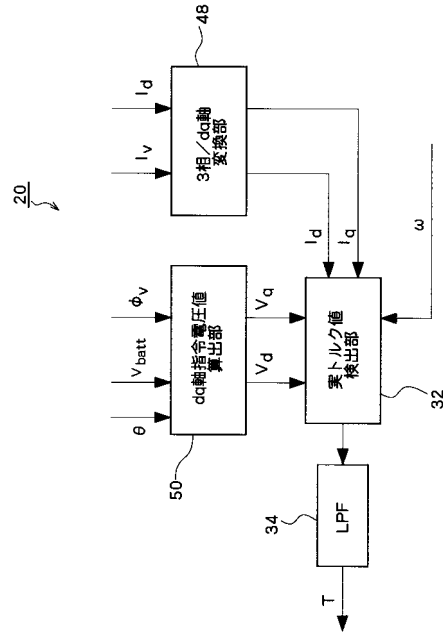 20
θ
Vbatt
φv
Iv
Id
50
dq軸指令電圧値
算出部
3相／dq軸
変換部
48
Vd
Vq
Id
Iq
ω
34
T
LPF
実トルク値
検出部
32